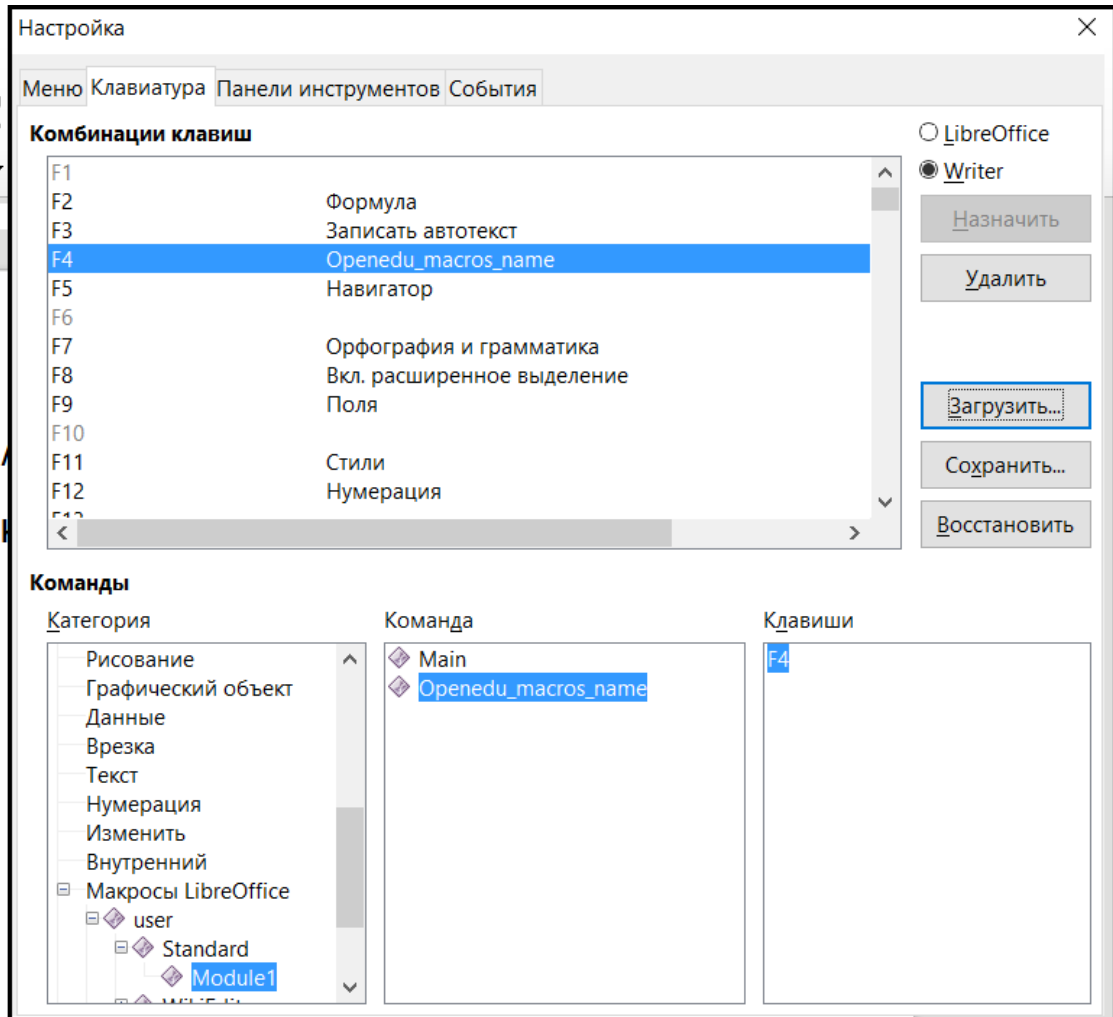 Настройка
Меню Клавиатура Панели инструментов События
Комбинации клавиш
LibreOffice
Writer
F1
F2 Формула
F3 Записать автотекст
F4 Openedu_macros_name
F5 Навигатор
F6
F7 Орфография и грамматика
F8 Вкл. расширенное выделение
F9 Поля
F10
F11 Стили
F12 Нумерация
Назначить
Удалить
Загрузить...
Сохранить...
Восстановить
Команды
Категория
Рисование
Графический объект
Данные
Врезка
Текст
Нумерация
Изменить
Внутренний
Макросы LibreOffice
user
Standard
Module1
Команда
Main
Openedu_macros_name
Клавиши
F4